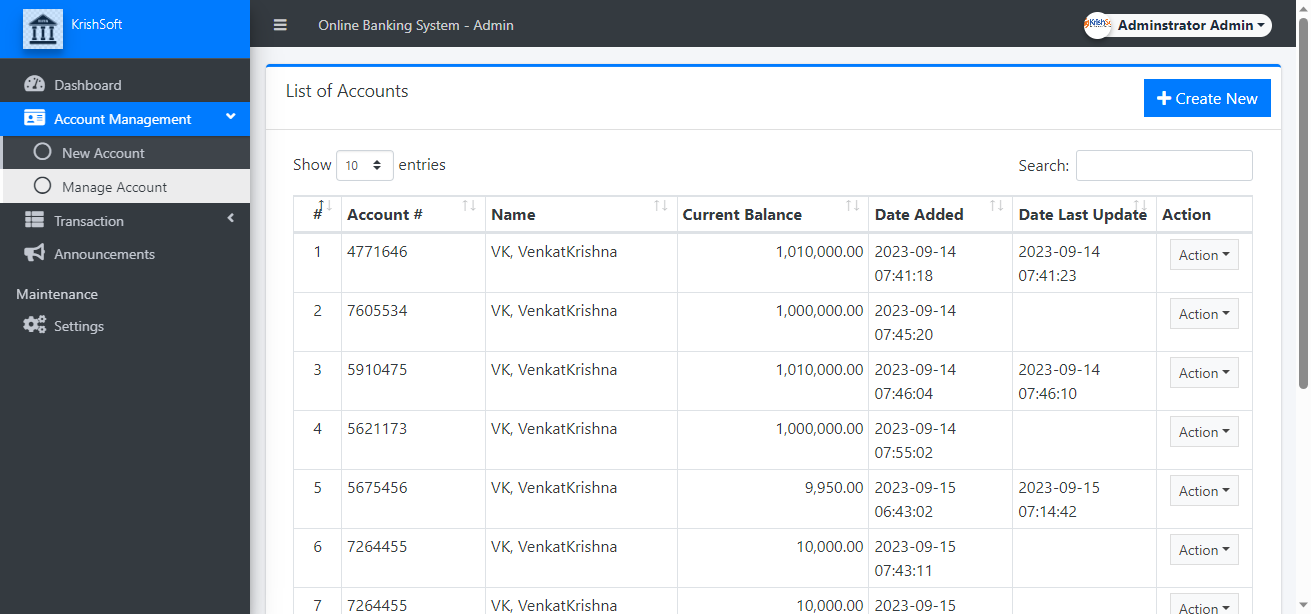 KrishSoft
Online Banking System - Admin
Adminstrator Admin
Dashboard
Account Management
New Account
Manage Account
Transaction
Announcements
Maintenance
Settings
List of Accounts
Create New
Show 10 entries
Search:
# Account # Name Current Balance Date Added Date Last Update Action
1 4771646 VK, VenkatKrishna 1,010,000.00 2023-09-14 2023-09-14 Action
07:41:18 07:41:23
2 7605534 VK, VenkatKrishna 1,000,000.00 2023-09-14 Action
07:45:20
3 5910475 VK, VenkatKrishna 1,010,000.00 2023-09-14 2023-09-14 Action
07:46:04 07:46:10
4 5621173 VK, VenkatKrishna 1,000,000.00 2023-09-14 Action
07:55:02
5 5675456 VK, VenkatKrishna 9,950.00 2023-09-15 2023-09-15 Action
06:43:02 07:14:42
6 7264455 VK, VenkatKrishna 10,000.00 2023-09-15 Action
07:43:11
7 7264455 VK, VenkatKrishna 10,000.00 2023-09-15 Action